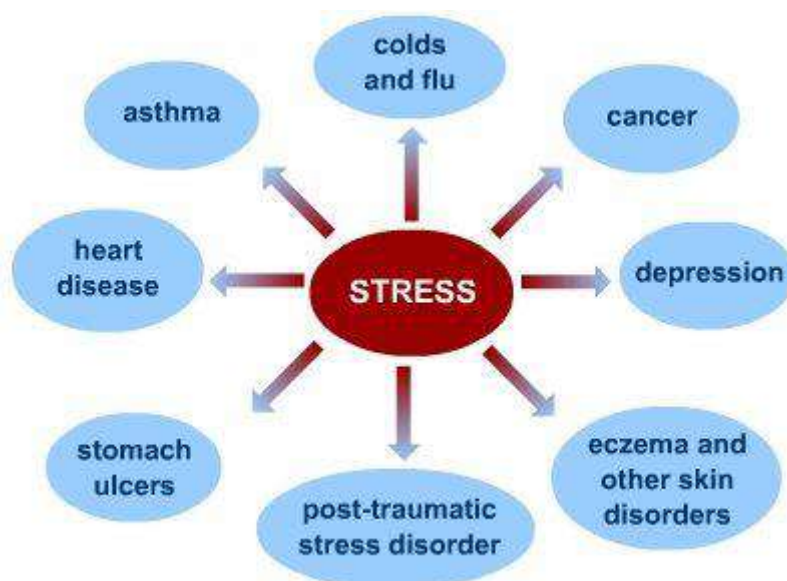 colds
and flu
asthma
cancer
heart
disease
STRESS
depression
stomach
ulcers
post-traumatic
stress disorder
eczema and
other skin
disorders